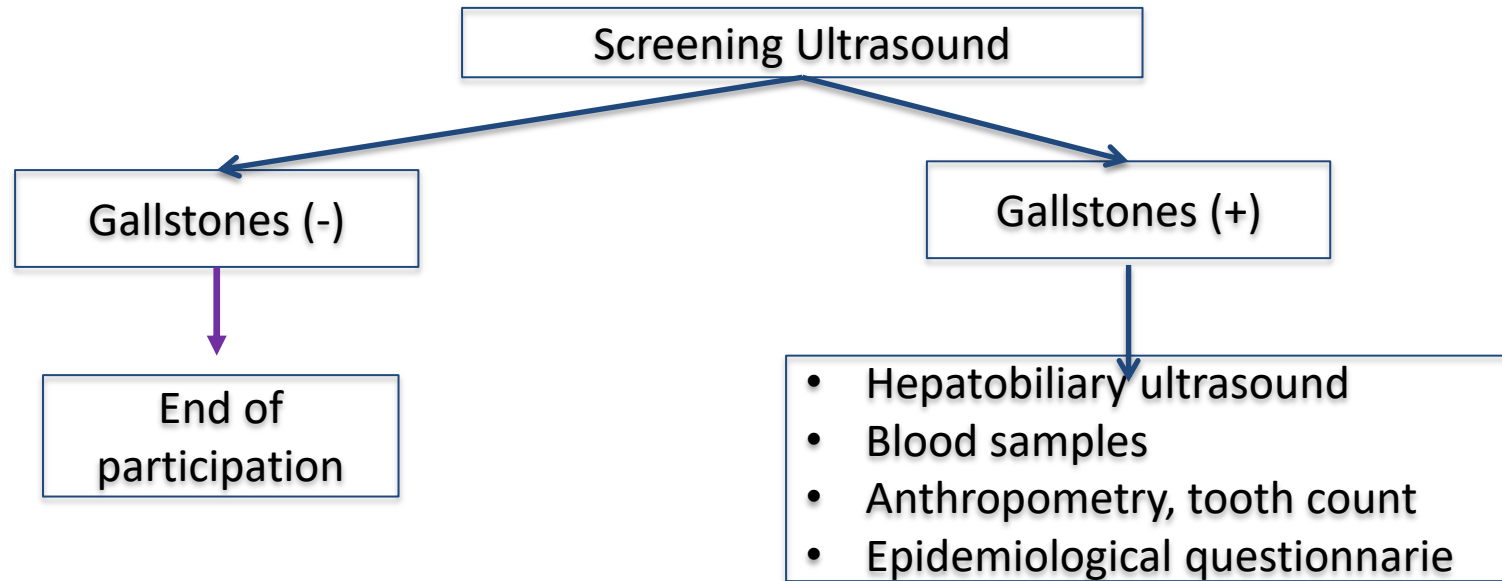 Screening Ultrasound
Gallstones (-)
Gallstones (+)
End of
participation
• Hepatobiliary ultrasound
• Blood samples
• Anthropometry, tooth count
• Epidemiological questionnarie